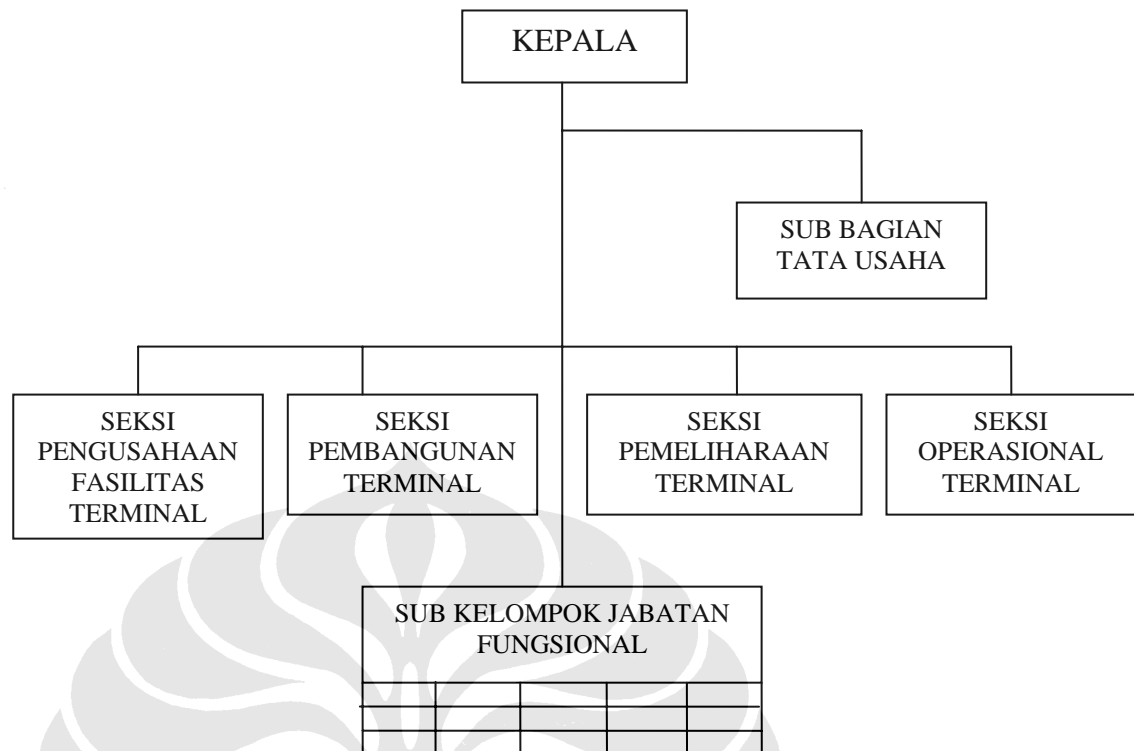 KEPALA
SUB BAGIAN
TATA USAHA
SEKSI
PENGUSAHAAN
FASILITAS
TERMINAL
SEKSI
PEMBANGUNAN
TERMINAL
SEKSI
PEMELIHARAAN
TERMINAL
SEKSI
OPERASIONAL
TERMINAL
SUB KELOMPOK JABATAN
FUNGSIONAL